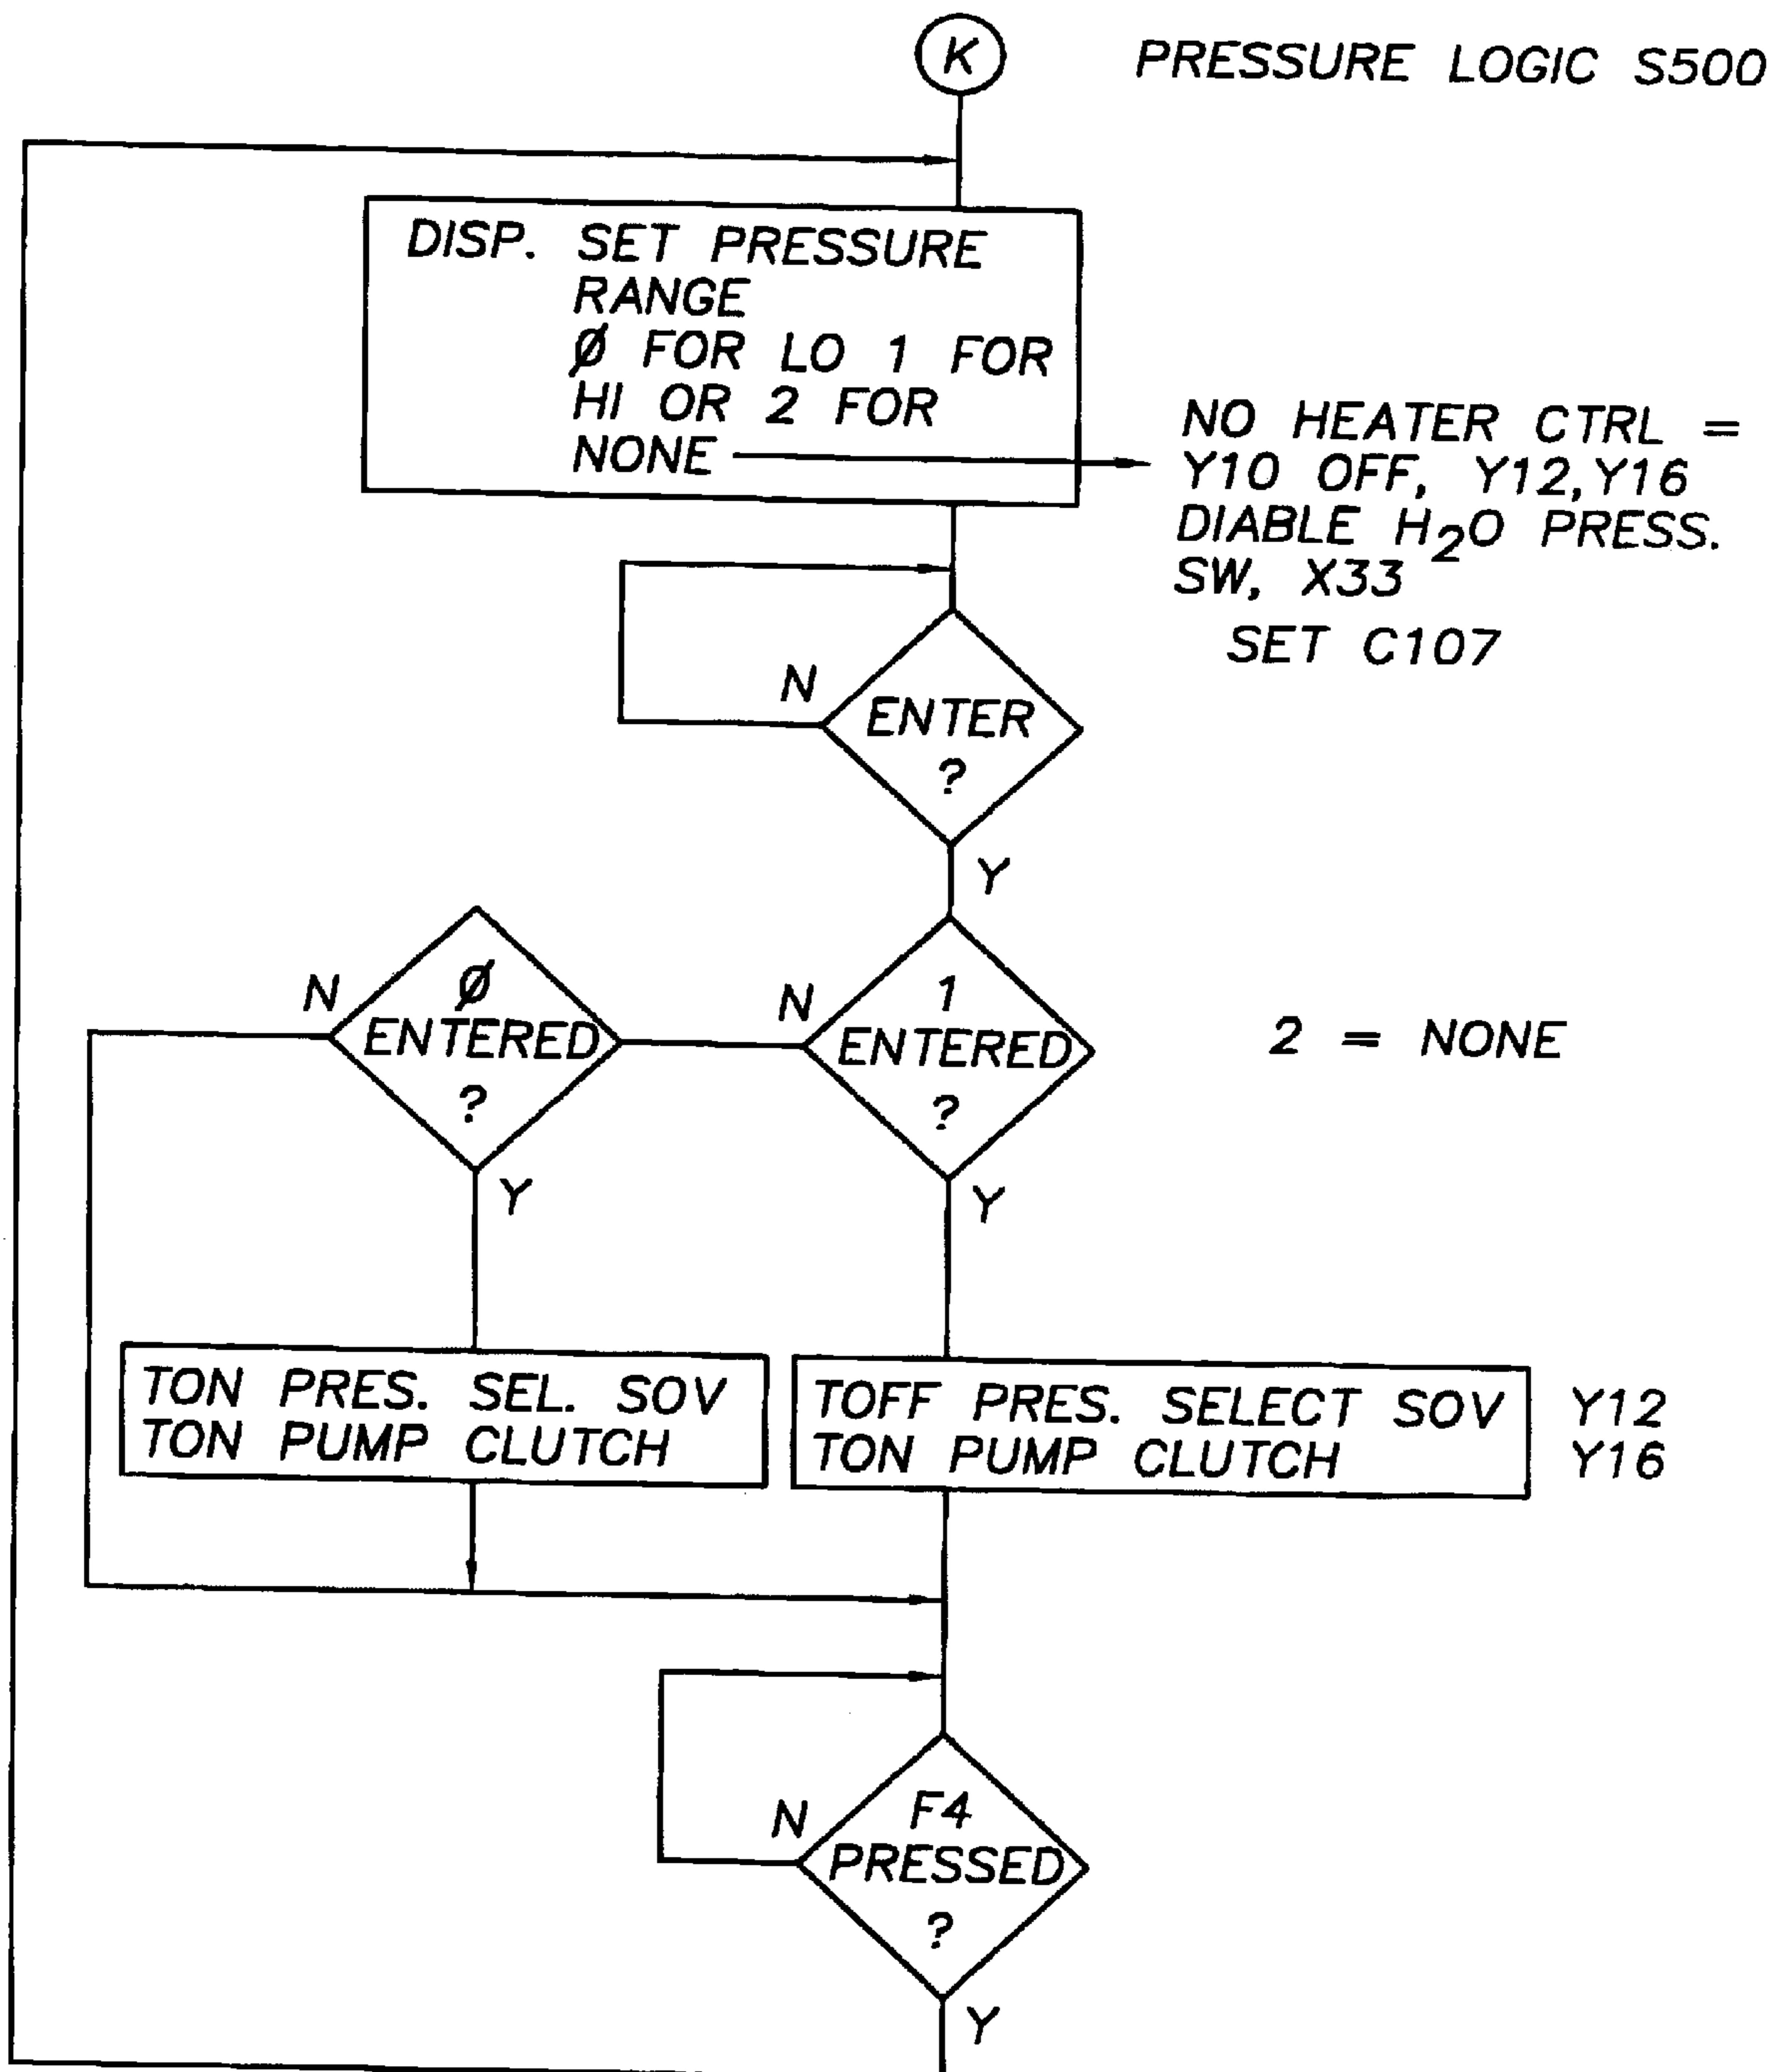 K
PRESSURE LOGIC S500
DISP. SET PRESSURE
RANGE
Ø FOR LO 1 FOR
HI OR 2 FOR
NONE
NO HEATER CTRL =
Y10 OFF, Y12,Y16
DIABLE H₂O PRESS.
SW, X33
SET C107
N
ENTER
?
Y
N
Ø
ENTERED
?
Y
N
1
ENTERED
?
Y
2 = NONE
TON PRES. SEL. SOV
TON PUMP CLUTCH
TOFF PRES. SELECT SOV
TON PUMP CLUTCH
Y12
Y16
N
F4
PRESSED
?
Y